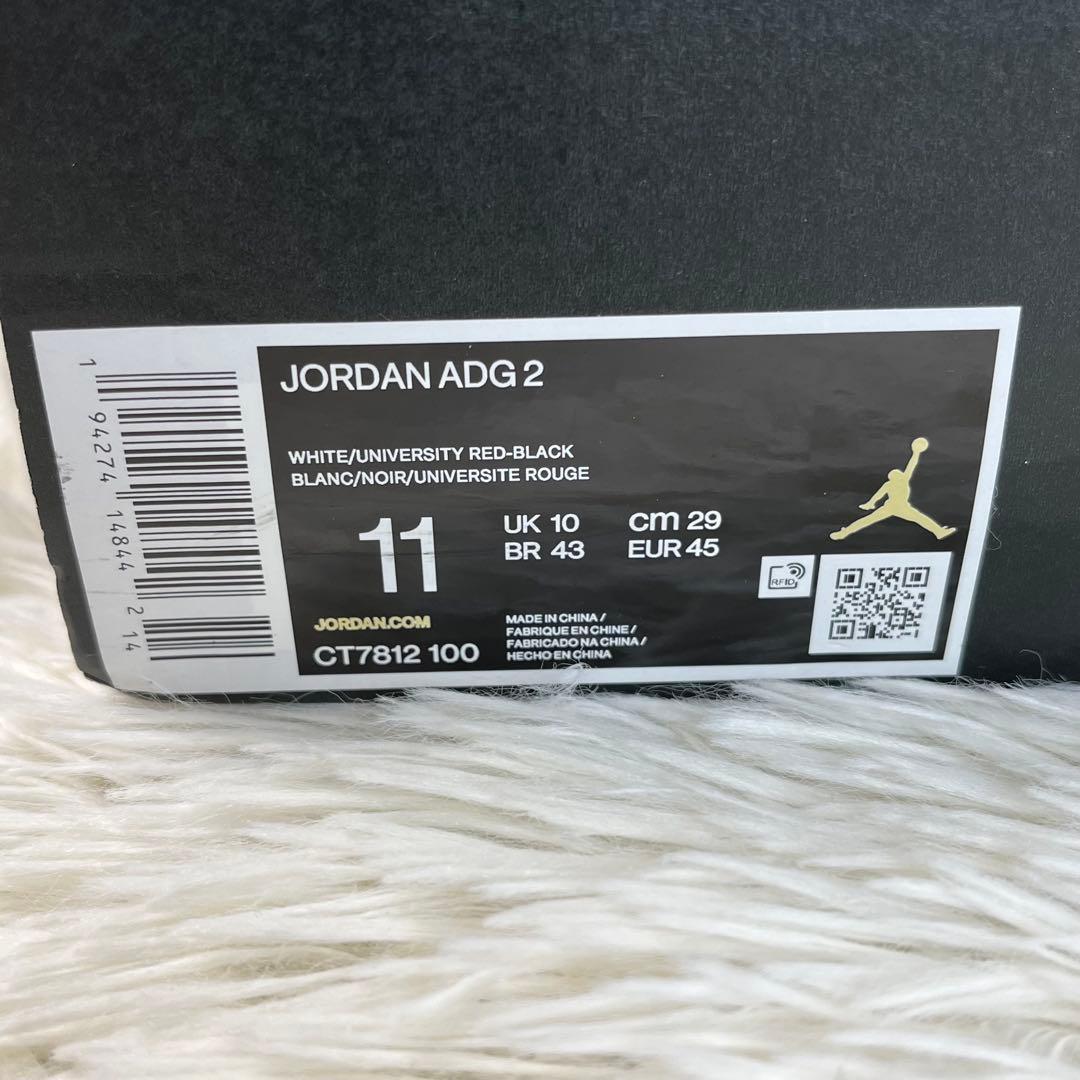 JORDAN ADG 2
WHITE/UNIVERSITY RED-BLACK
BLANC/NOIR/UNIVERSITE ROUGE
11
UK 10
BR 43
cm 29
EUR 45
RFID
JORDAN.COM
CT7812 100
MADE IN CHINA /
FABRIQUE EN CHINE /
FABRICADO NA CHINA /
HECHO EN CHINA
1 94274 14844 2 14